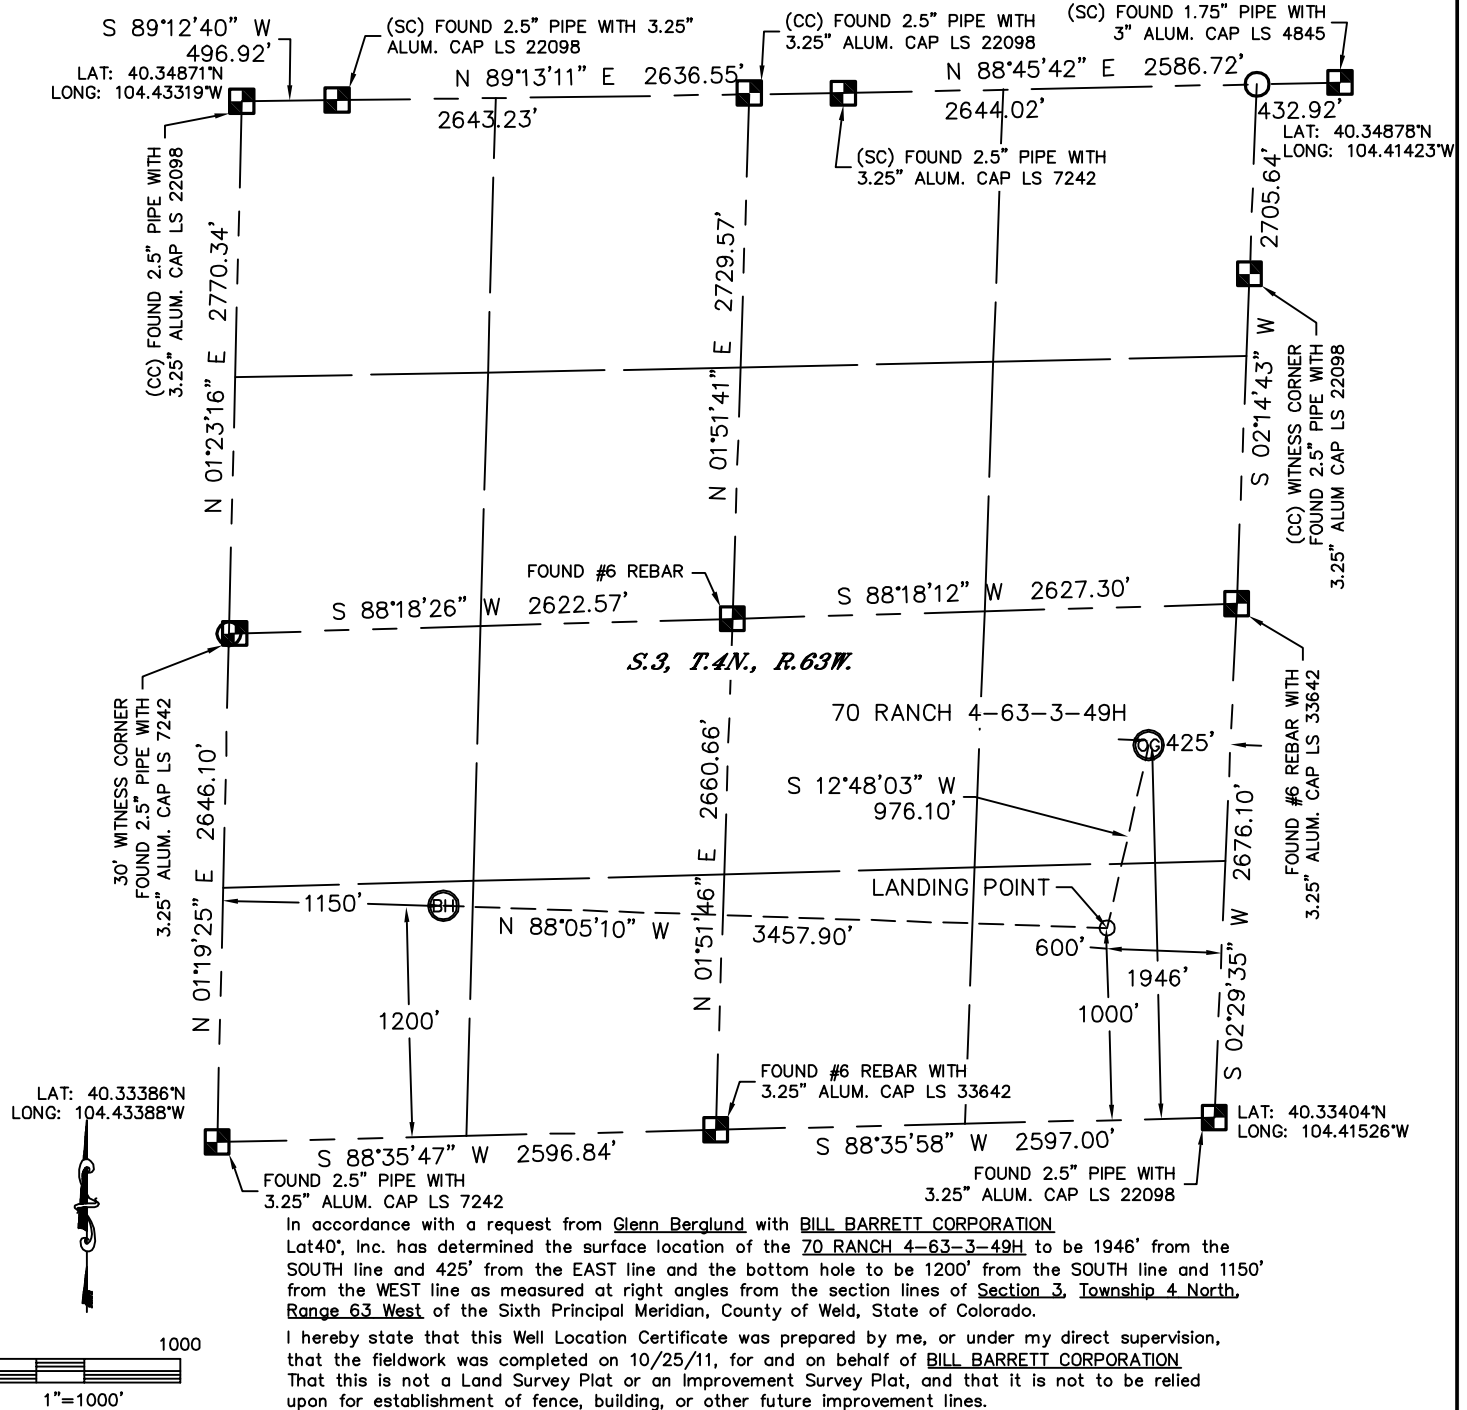 S 89°12'40" W
496.92'
(SC) FOUND 2.5" PIPE WITH 3.25"
ALUM. CAP LS 22098
(CC) FOUND 2.5" PIPE WITH
3.25" ALUM. CAP LS 22098
(SC) FOUND 1.75" PIPE WITH
3" ALUM. CAP LS 4845
LAT: 40.34871°N
LONG: 104.43319°W
N 89°13'11" E 2636.55'
2643.23'
N 88°45'42" E 2586.72'
2644.02'
432.92'
LAT: 40.34878°N
LONG: 104.41423°W
(SC) FOUND 2.5" PIPE WITH
3.25" ALUM. CAP LS 7242
(CC) FOUND 2.5" PIPE WITH
3.25" ALUM. CAP LS 22098
N 01°23'16" E 2770.34'
N 01°51'41" E 2729.57'
2705.64'
S 02°14'43" W
(CC) WITNESS CORNER
FOUND 2.5" PIPE WITH
3.25" ALUM CAP LS 22098
FOUND #6 REBAR
S 88°18'26" W 2622.57'
S 88°18'12" W 2627.30'
S.3, T.4N., R.63W.
30' WITNESS CORNER
FOUND 2.5" PIPE WITH
3.25" ALUM. CAP LS 7242
N 01°19'25" E 2646.10'
N 01°51'46" E 2660.66'
70 RANCH 4-63-3-49H
OG 425'
S 12°48'03" W
976.10'
FOUND #6 REBAR WITH
3.25" ALUM. CAP LS 33642
S 02°29'35" W 2676.10'
LANDING POINT
1150'
BH
N 88°05'10" W 3457.90'
600'
1946'
1000'
1200'
FOUND #6 REBAR WITH
3.25" ALUM. CAP LS 33642
LAT: 40.33386°N
LONG: 104.43388°W
LAT: 40.33404°N
LONG: 104.41526°W
S 88°35'47" W 2596.84'
S 88°35'58" W 2597.00'
FOUND 2.5" PIPE WITH
3.25" ALUM. CAP LS 7242
FOUND 2.5" PIPE WITH
3.25" ALUM. CAP LS 22098
In accordance with a request from Glenn Berglund with BILL BARRETT CORPORATION
Lat40°, Inc. has determined the surface location of the 70 RANCH 4-63-3-49H to be 1946' from the
SOUTH line and 425' from the EAST line and the bottom hole to be 1200' from the SOUTH line and 1150'
from the WEST line as measured at right angles from the section lines of Section 3, Township 4 North,
Range 63 West of the Sixth Principal Meridian, County of Weld, State of Colorado.
I hereby state that this Well Location Certificate was prepared by me, or under my direct supervision,
that the fieldwork was completed on 10/25/11, for and on behalf of BILL BARRETT CORPORATION
That this is not a Land Survey Plat or an Improvement Survey Plat, and that it is not to be relied
upon for establishment of fence, building, or other future improvement lines.
1000
1"=1000'